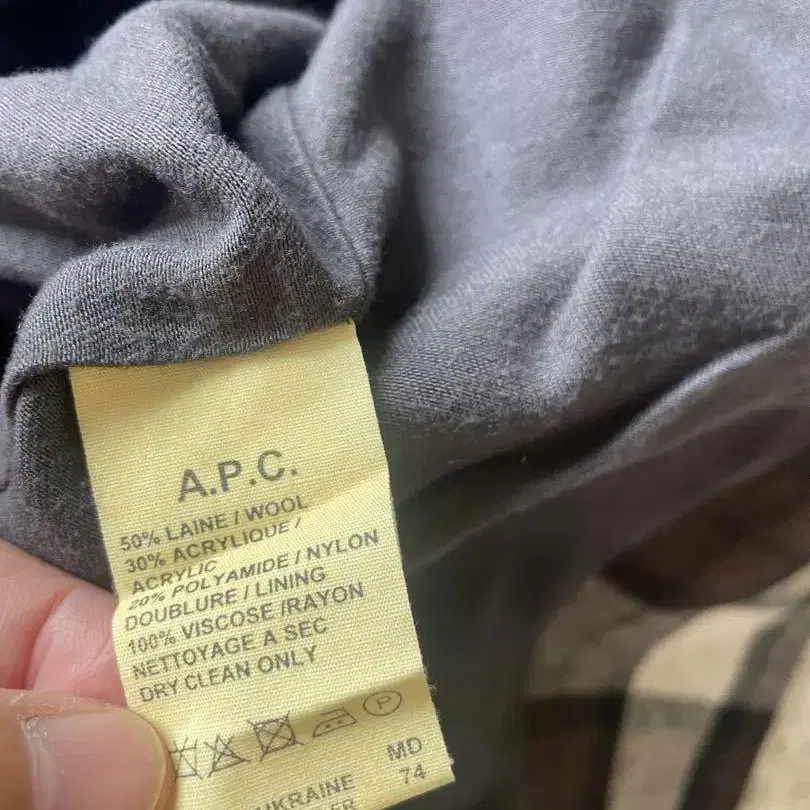 A.P.C.
50% LAINE / WOOL
30% ACRYLIQUE /
ACRYLIC
20% POLYAMIDE / NYLON
DOUBLURE / LINING
100% VISCOSE /RAYON
NETTOYAGE A SEC
DRY CLEAN ONLY
P
MD
UKRAINE 74